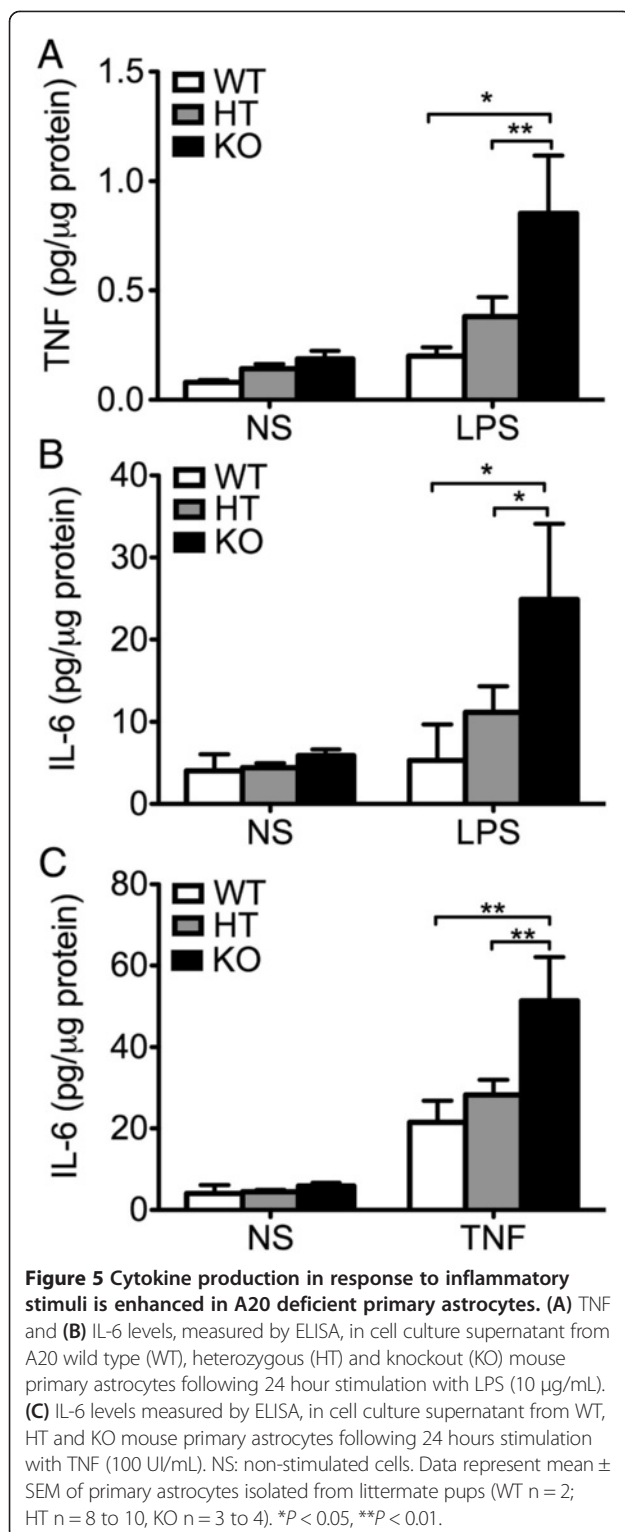 A
TNF (pg/μg protein)
1.5
1.0
0.5
0.0
WT
HT
KO
*
**
NS
LPS
B
IL-6 (pg/μg protein)
40
30
20
10
0
WT
HT
KO
*
*
NS
LPS
C
IL-6 (pg/μg protein)
80
60
40
20
0
WT
HT
KO
**
**
NS
TNF
Figure 5 Cytokine production in response to inflammatory
stimuli is enhanced in A20 deficient primary astrocytes. (A) TNF
and (B) IL-6 levels, measured by ELISA, in cell culture supernatant from
A20 wild type (WT), heterozygous (HT) and knockout (KO) mouse
primary astrocytes following 24 hour stimulation with LPS (10 μg/mL).
(C) IL-6 levels measured by ELISA, in cell culture supernatant from WT,
HT and KO mouse primary astrocytes following 24 hours stimulation
with TNF (100 UI/mL). NS: non-stimulated cells. Data represent mean ±
SEM of primary astrocytes isolated from littermate pups (WT n = 2;
HT n = 8 to 10, KO n = 3 to 4). *P < 0.05, **P < 0.01.